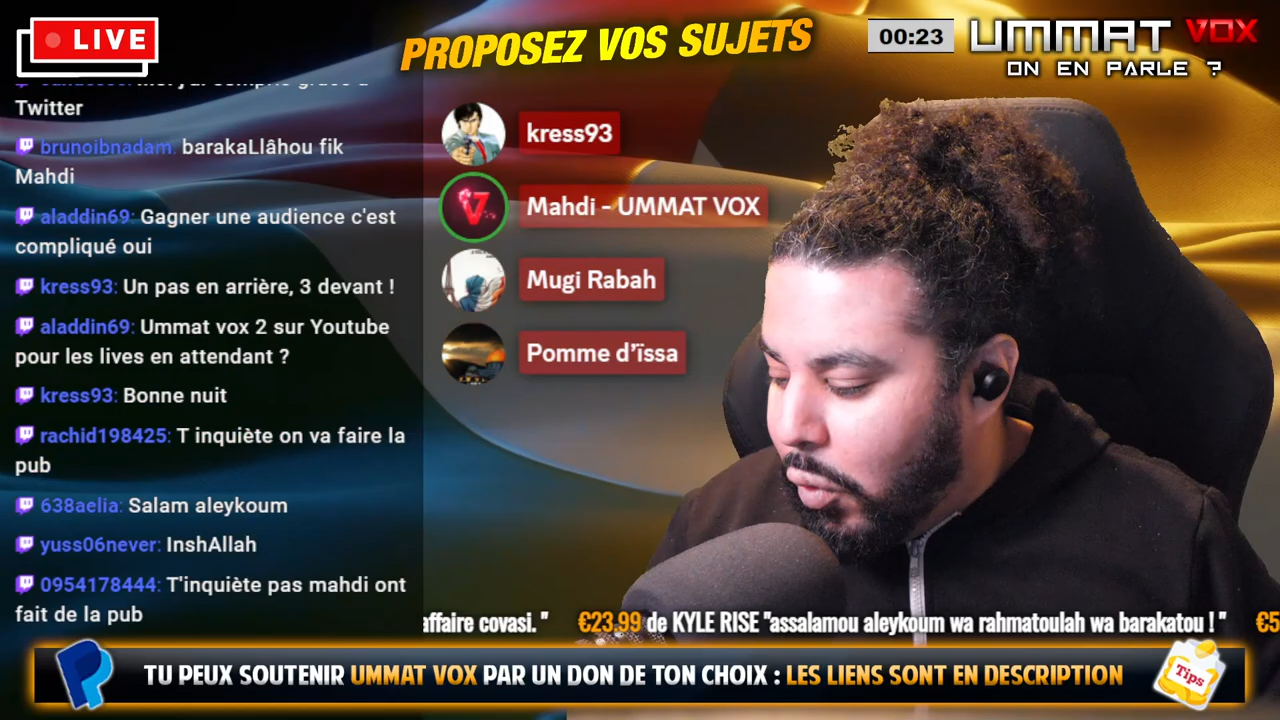 LIVE
PROPOSEZ VOS SUJETS
00:23
UMMAT VOX
ON EN PARLE ?
Twitter
brunoibnadam: barakaLlâhou fik
Mahdi
aladdin69: Gagner une audience c'est
compliqué oui
kress93: Un pas en arrière, 3 devant !
aladdin69: Ummat vox 2 sur Youtube
pour les lives en attendant ?
kress93: Bonne nuit
rachid198425: T inquiète on va faire la
pub
638aelia: Salam aleykoum
yuss06never: InshAllah
0954178444: T'inquiète pas mahdi ont
fait de la pub
kress93
Mahdi - UMMAT VOX
Mugi Rabah
Pomme d'ïssa
affaire covasi. " €23.99 de KYLE RISE "assalamou aleykoum wa rahmatoulah wa barakatou ! " €5
TU PEUX SOUTENIR UMMAT VOX PAR UN DON DE TON CHOIX : LES LIENS SONT EN DESCRIPTION
Tips